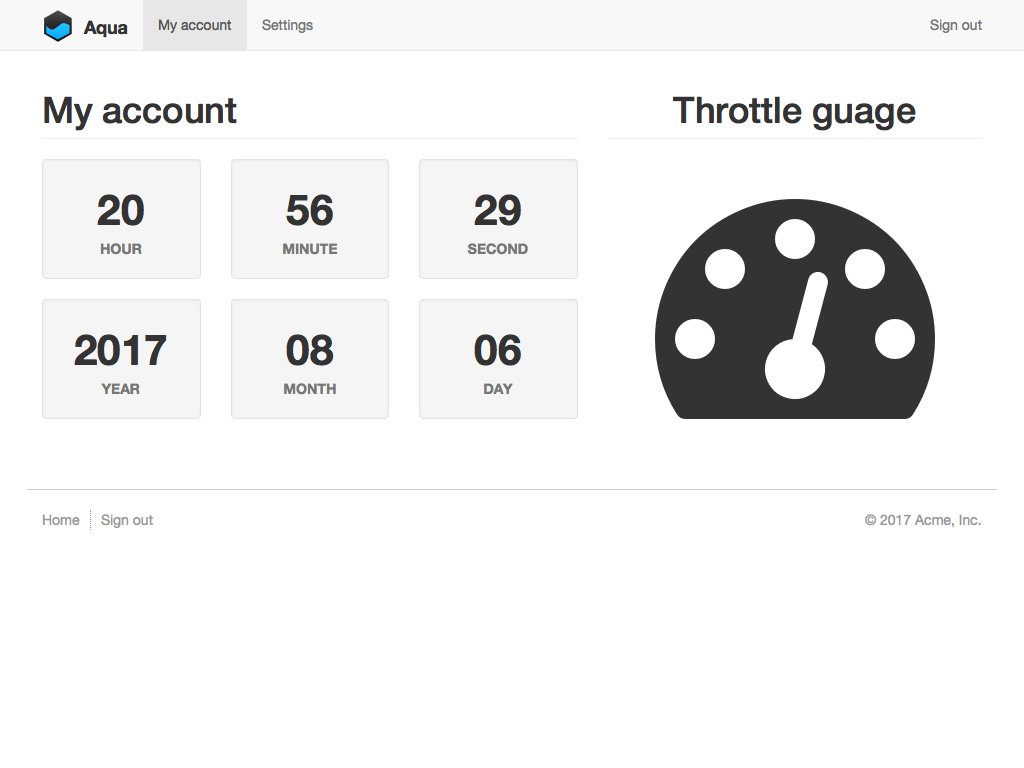 Aqua
My account
Settings
Sign out
My account
20
HOUR
56
MINUTE
29
SECOND
2017
YEAR
08
MONTH
06
DAY
Throttle guage
Home
Sign out
© 2017 Acme, Inc.